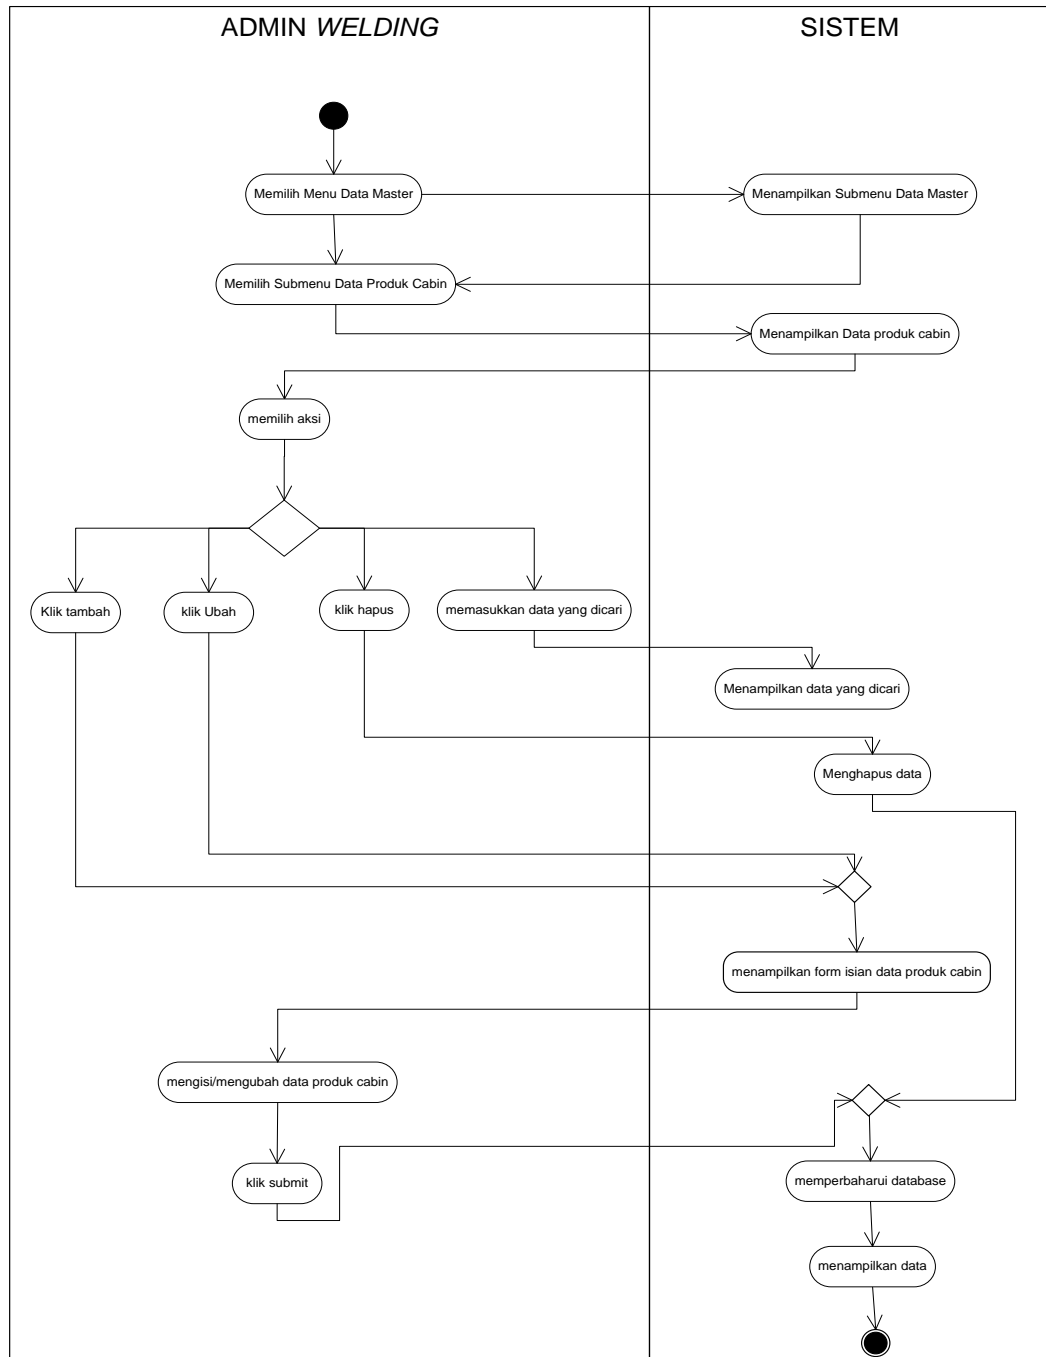 ADMIN WELDING
SISTEM
Memilih Menu Data Master
Menampilkan Submenu Data Master
Memilih Submenu Data Produk Cabin
Menampilkan Data produk cabin
memilih aksi
Klik tambah
klik Ubah
klik hapus
memasukkan data yang dicari
Menampilkan data yang dicari
Menghapus data
menampilkan form isian data produk cabin
mengisi/mengubah data produk cabin
klik submit
memperbaharui database
menampilkan data